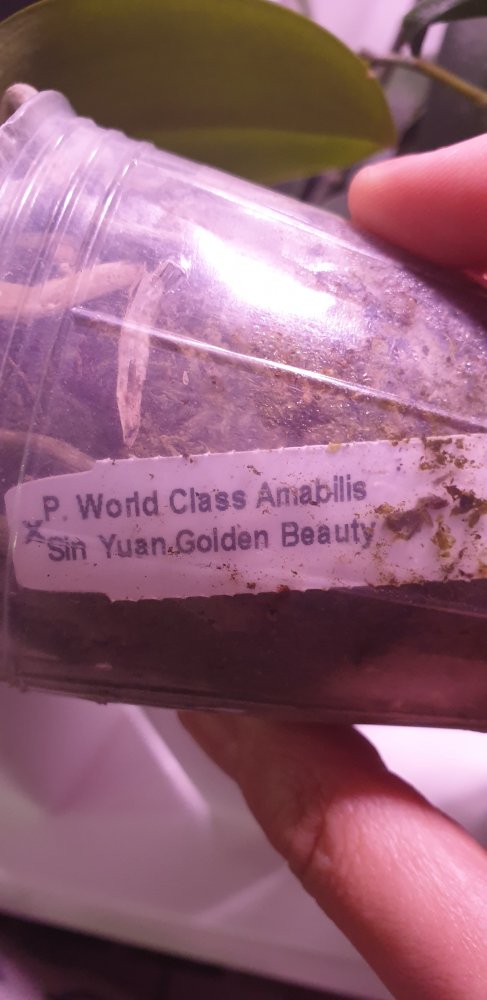 P. World Class Amabilis
x Sin Yuan Golden Beauty